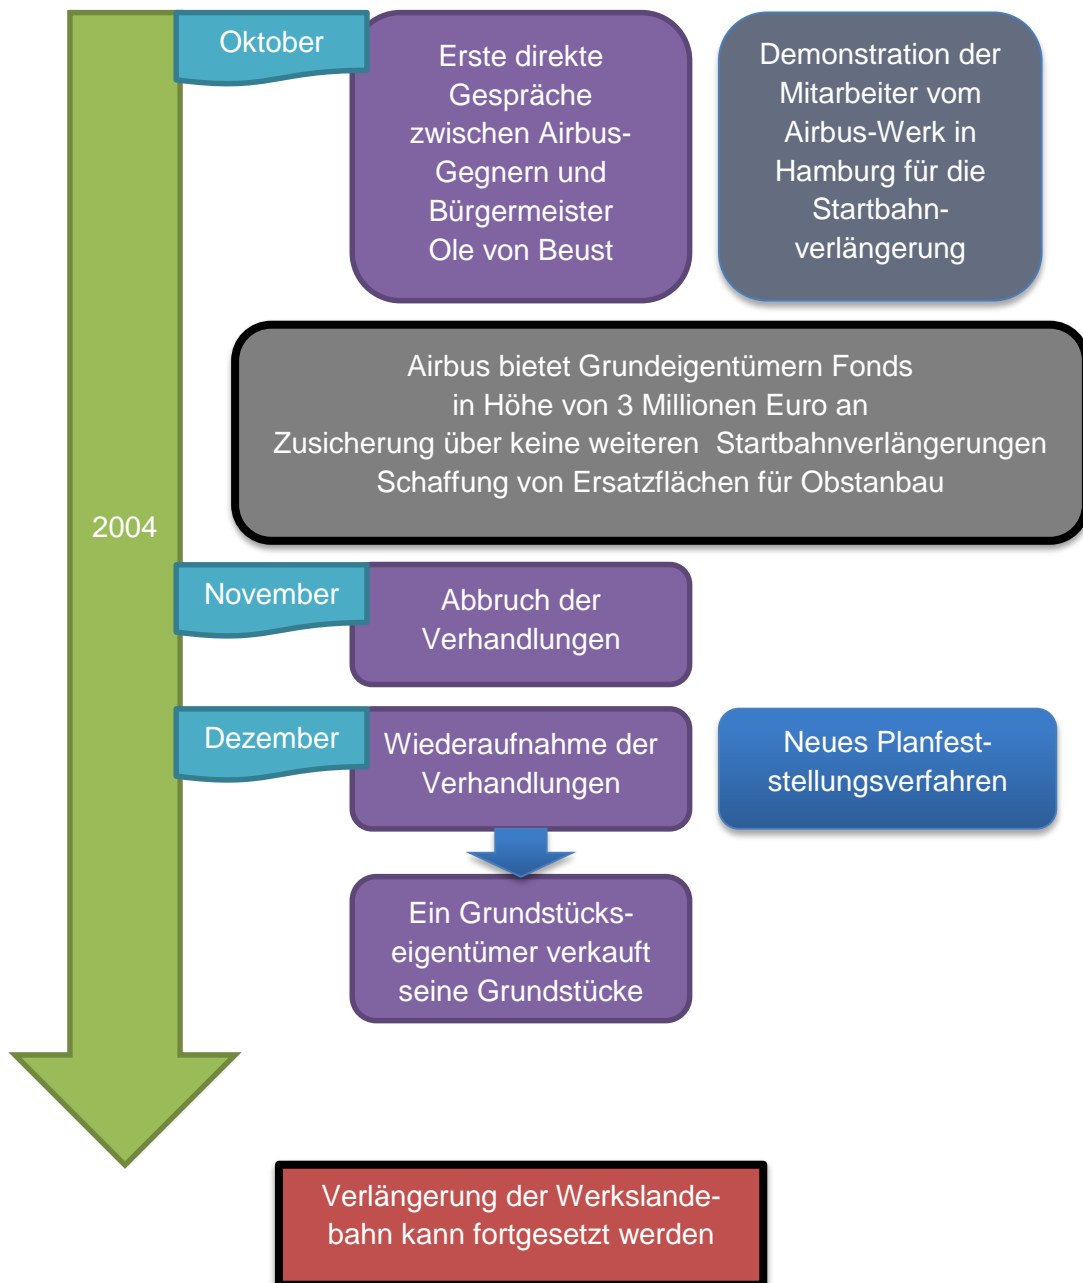 Oktober
Erste direkte
Gespräche
zwischen Airbus-
Gegnern und
Bürgermeister
Ole von Beust
Demonstration der
Mitarbeiter vom
Airbus-Werk in
Hamburg für die
Startbahn-
verlängerung
Airbus bietet Grundeigentümern Fonds
in Höhe von 3 Millionen Euro an
Zusicherung über keine weiteren Startbahnverlängerungen
Schaffung von Ersatzflächen für Obstanbau
2004
November
Abbruch der
Verhandlungen
Dezember
Wiederaufnahme der
Verhandlungen
Neues Planfest-
stellungsverfahren
Ein Grundstücks-
eigentümer verkauft
seine Grundstücke
Verlängerung der Werkslande-
bahn kann fortgesetzt werden